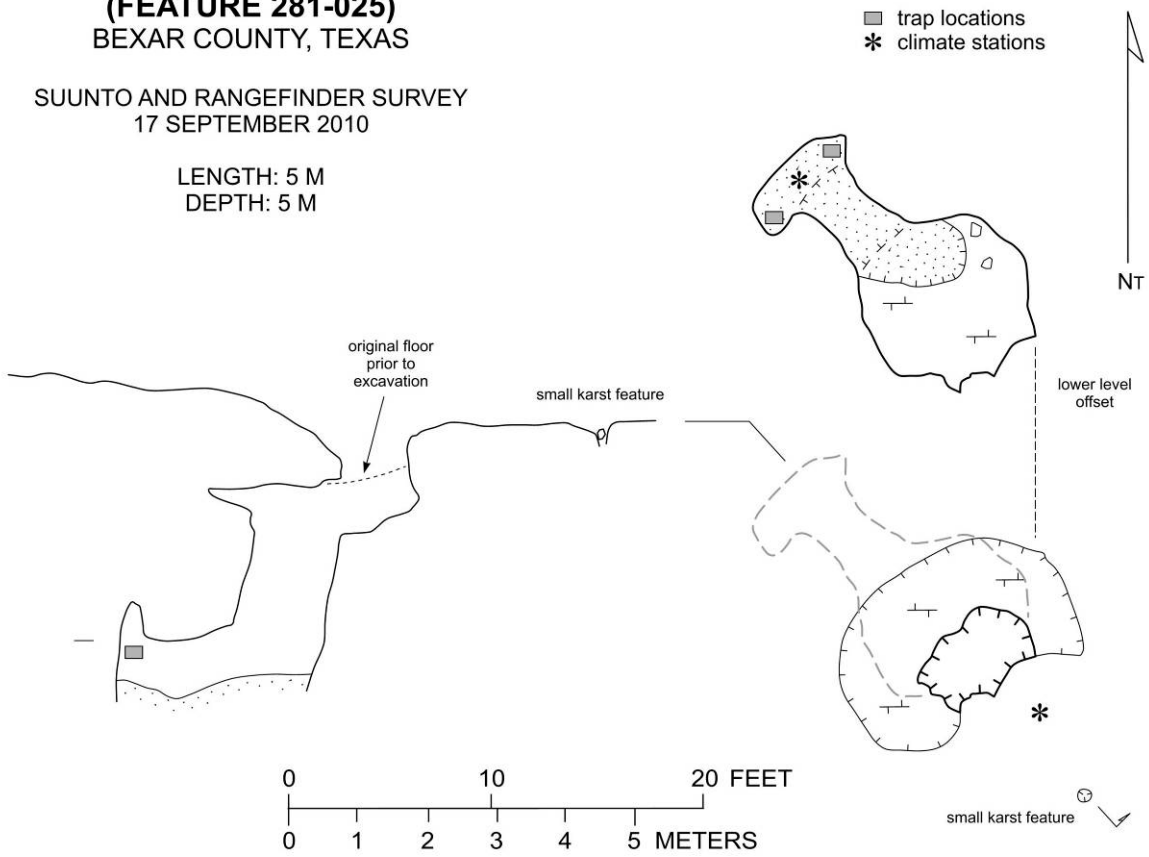 (FEATURE 281-025)
BEXAR COUNTY, TEXAS
SUUNTO AND RANGEFINDER SURVEY
17 SEPTEMBER 2010
LENGTH: 5 M
DEPTH: 5 M
trap locations
* climate stations
NT
original floor
prior to
excavation
small karst feature
lower level
offset
small karst feature
0 10 20 FEET
0 1 2 3 4 5 METERS